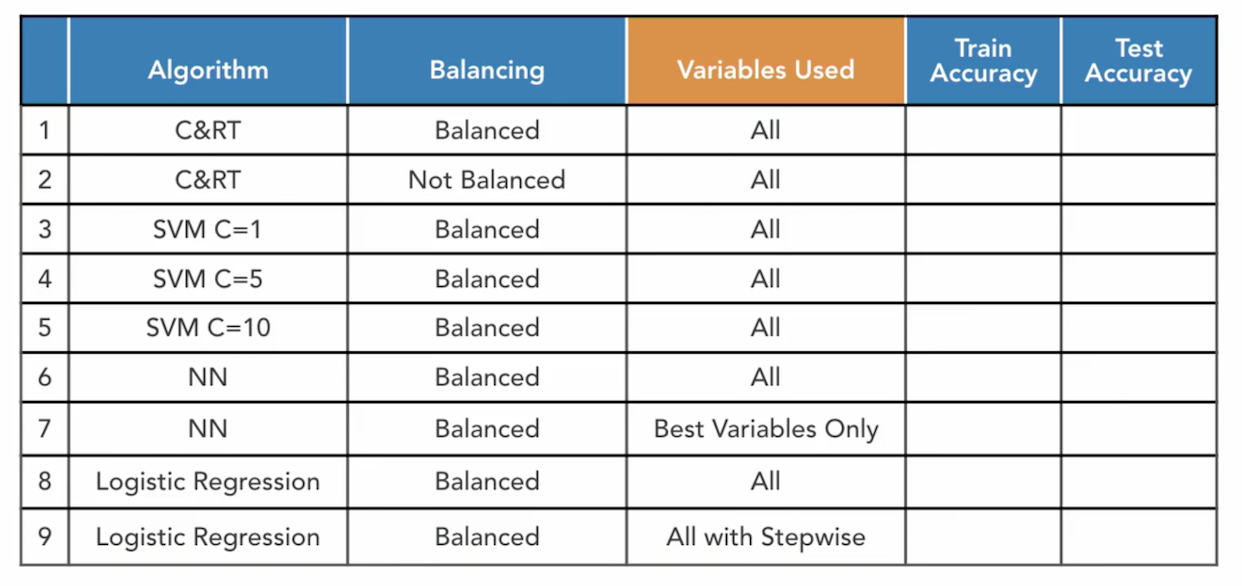 Algorithm Balancing Variables Used Train Accuracy Test Accuracy
1 C&RT Balanced All
2 C&RT Not Balanced All
3 SVM C=1 Balanced All
4 SVM C=5 Balanced All
5 SVM C=10 Balanced All
6 NN Balanced All
7 NN Balanced Best Variables Only
8 Logistic Regression Balanced All
9 Logistic Regression Balanced All with Stepwise